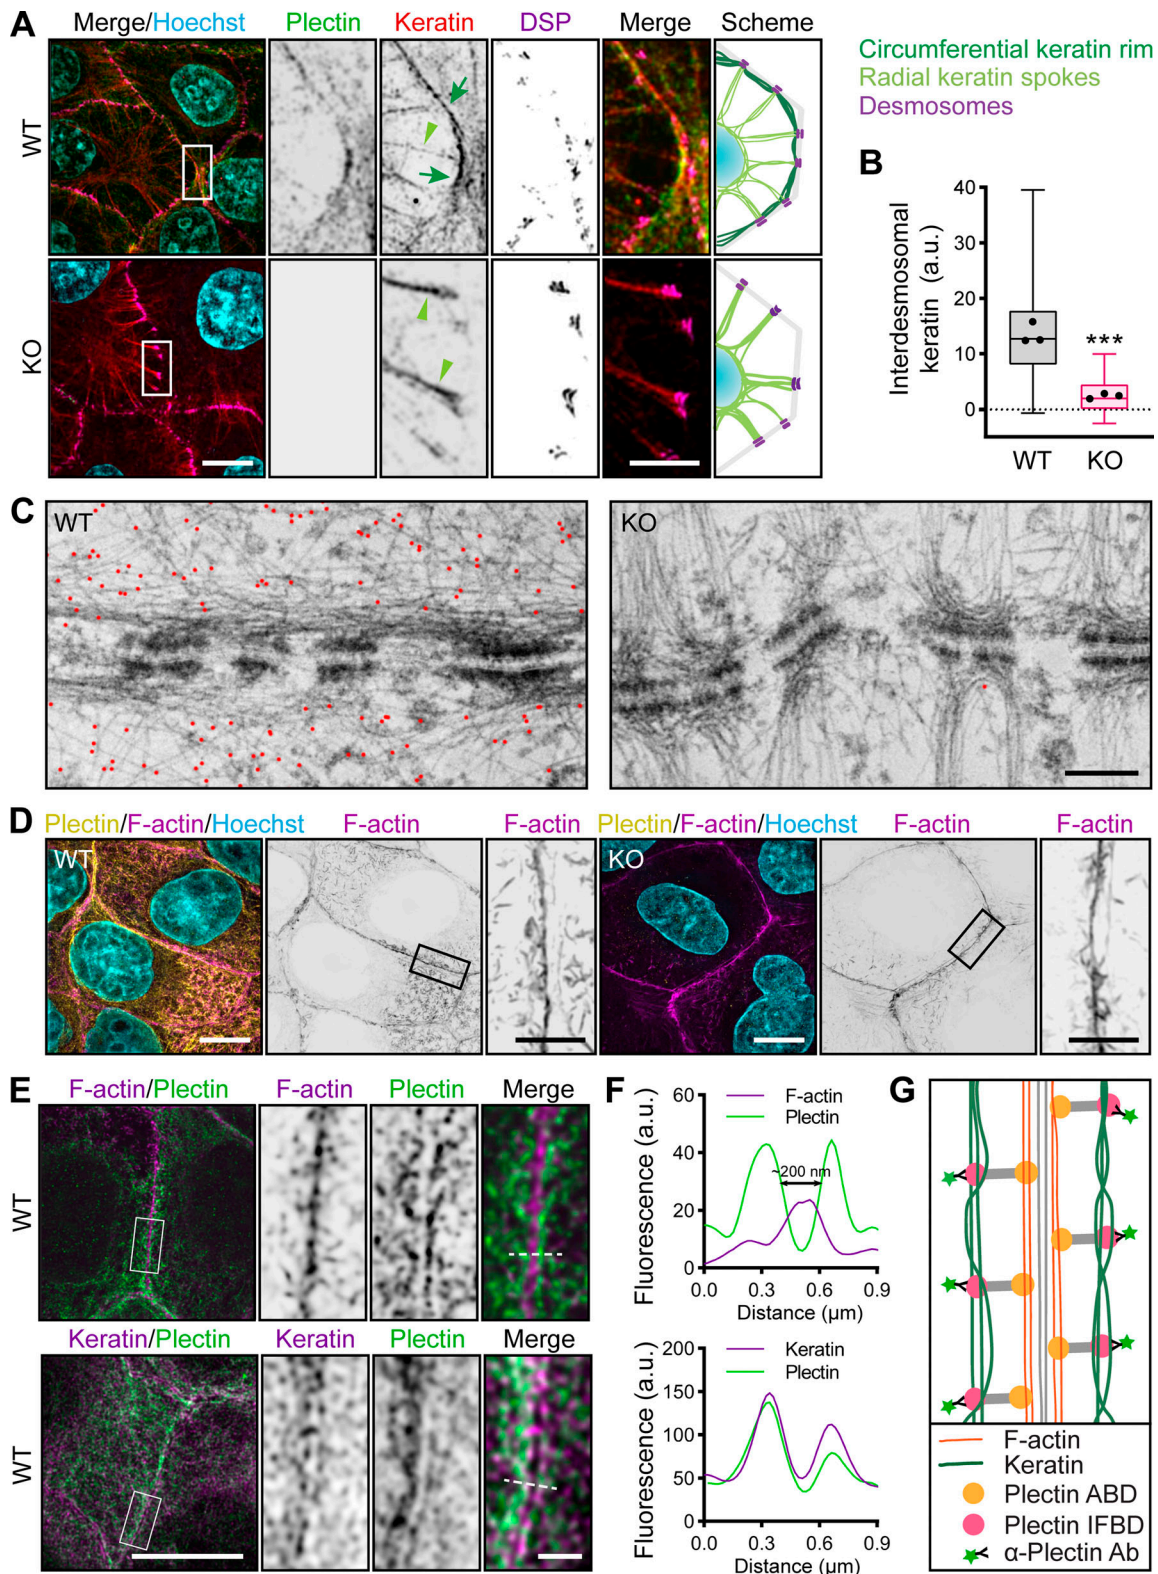 A
Merge/Hoechst Plectin Keratin DSP Merge Scheme
WT
KO
Circumferential keratin rim
Radial keratin spokes
Desmosomes
B
Interdesmosomal
keratin (a.u.)
40
30
20
10
0
***
WT KO
C
WT
KO
D
Plectin/F-actin/Hoechst F-actin F-actin Plectin/F-actin/Hoechst F-actin F-actin
WT
KO
E
F-actin/Plectin F-actin Plectin Merge
WT
Keratin/Plectin Keratin Plectin Merge
WT
F
Fluorescence (a.u.)
60
40
20
0
F-actin
Plectin
~200 nm
0.0 0.3 0.6 0.9
Distance (µm)
Fluorescence (a.u.)
200
150
100
50
0
Keratin
Plectin
0.0 0.3 0.6 0.9
Distance (µm)
G
F-actin
Keratin
Plectin ABD
Plectin IFBD
α-Plectin Ab